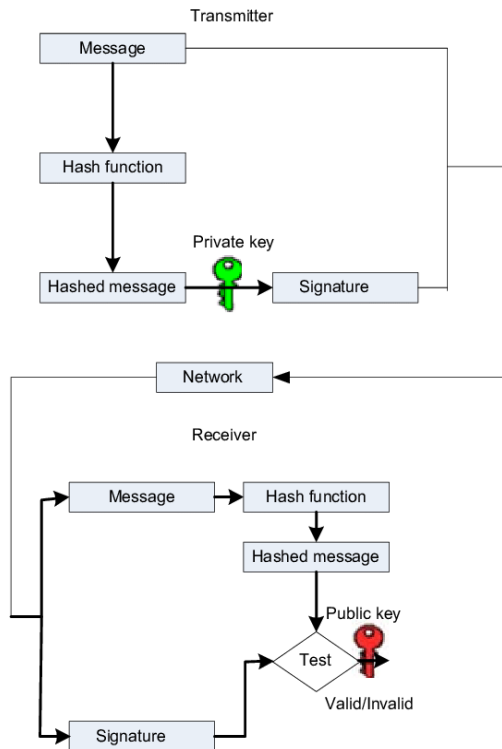 Transmitter
Message
Hash function
Private key
Hashed message
Signature
Network
Receiver
Message
Hash function
Hashed message
Public key
Test
Valid/Invalid
Signature